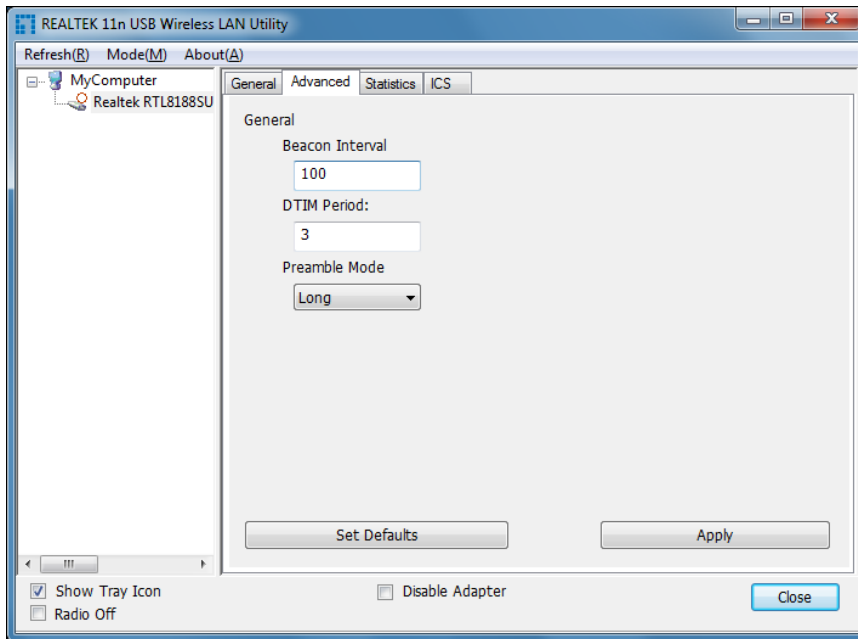 REALTEK 11n USB Wireless LAN Utility
Refresh(R) Mode(M) About(A)
MyComputer
Realtek RTL8188SU
General Advanced Statistics ICS
General
Beacon Interval
100
DTIM Period:
3
Preamble Mode
Long
Set Defaults Apply
Show Tray Icon Disable Adapter
Radio Off
Close